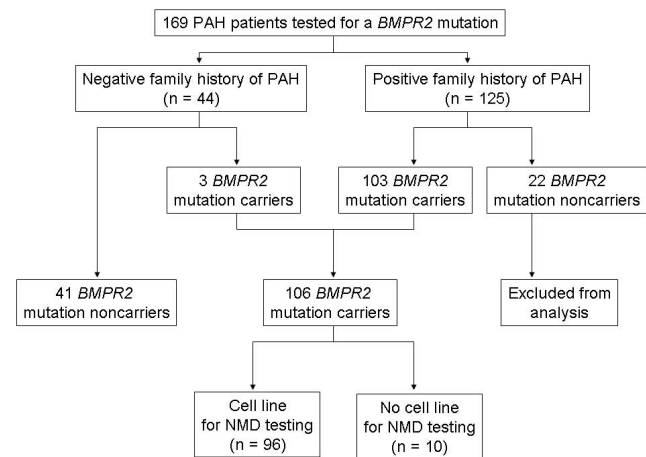 169 PAH patients tested for a BMPR2 mutation
Negative family history of PAH
(n = 44)
Positive family history of PAH
(n = 125)
3 BMPR2
mutation carriers
103 BMPR2
mutation carriers
22 BMPR2
mutation noncarriers
41 BMPR2
mutation noncarriers
106 BMPR2
mutation carriers
Excluded from
analysis
Cell line
for NMD testing
(n = 96)
No cell line
for NMD testing
(n = 10)